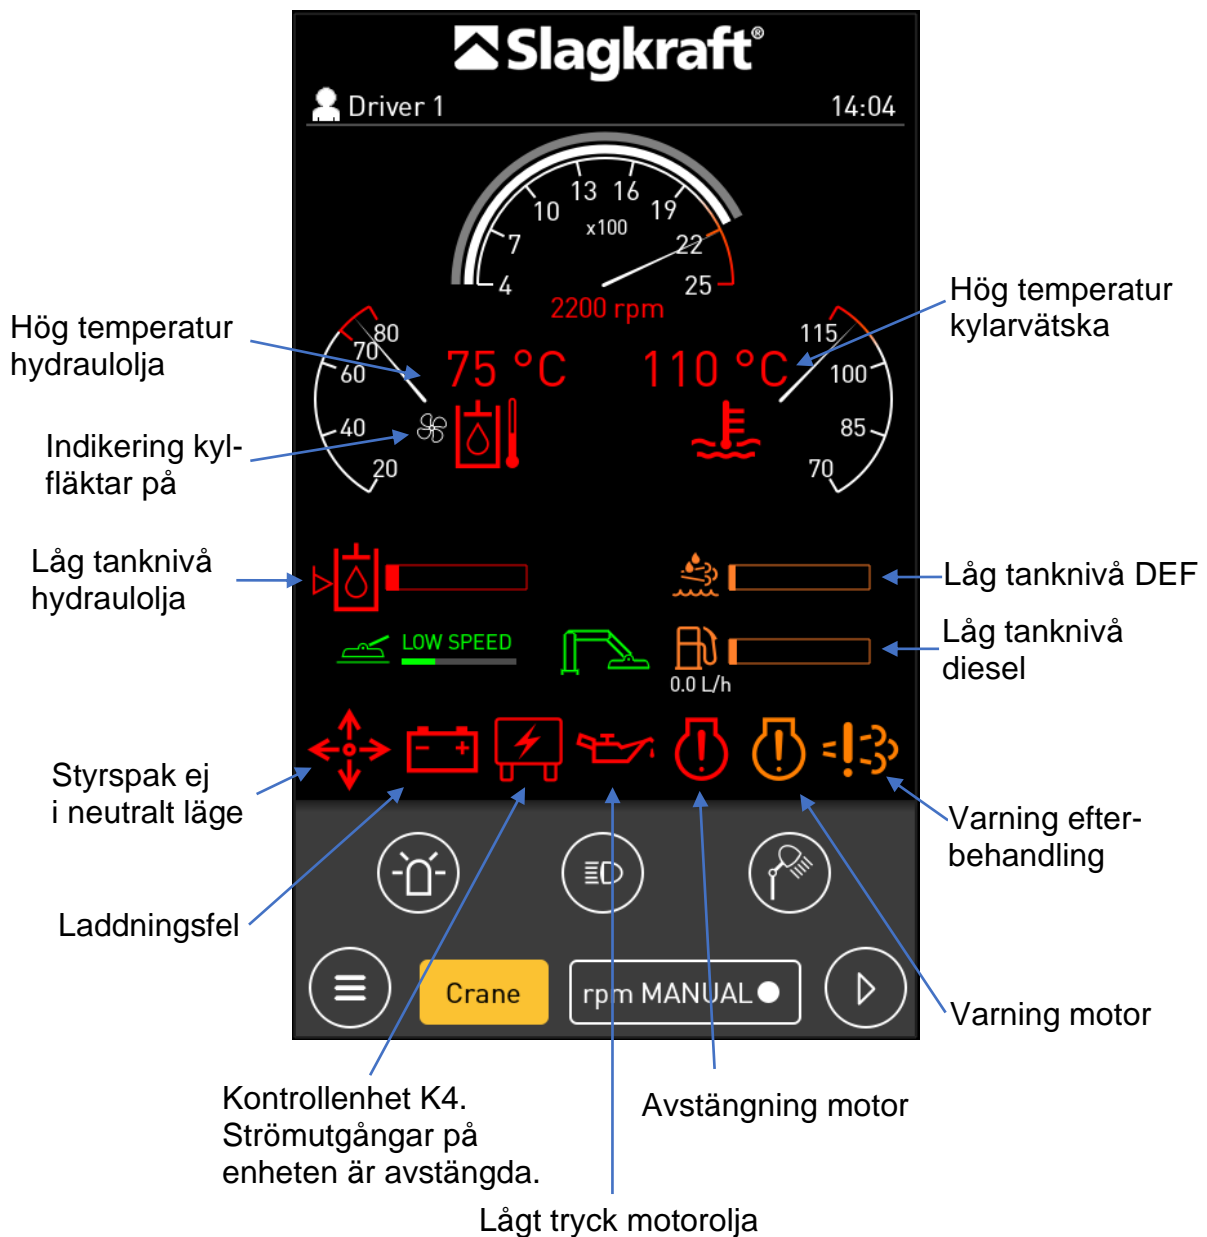 Slagkraft®
Driver 1
14:04
4
7
10
13
16
19
22
25
x100
2200 rpm
Hög temperatur
hydraulolja
80
70
60
40
20
75 °C
110 °C
115
100
85
70
Hög temperatur
kylarvätska
Indikering kyl-
fläktar på
Låg tanknivå
hydraulolja
Låg tanknivå DEF
LOW SPEED
0.0 L/h
Låg tanknivå
diesel
Styrspak ej
i neutralt läge
Varning efter-
behandling
Laddningsfel
Crane
rpm MANUAL
Varning motor
Kontrollenhet K4.
Strömutgångar på
enheten är avstängda.
Avstängning motor
Lågt tryck motorolja